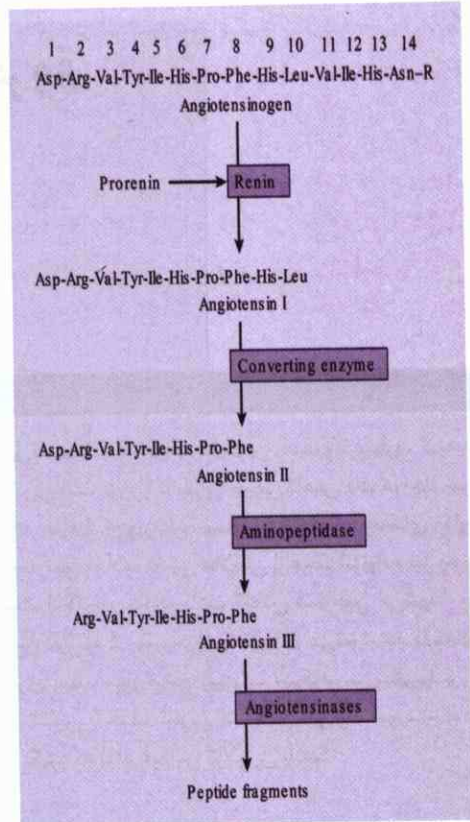 1 2 3 4 5 6 7 8 9 10 11 12 13 14
Asp-Arg-Val-Tyr-Ile-His-Pro-Phe-His-Leu-Val-Ile-His-Asn–R
Angiotensinogen
Prorenin Renin
Asp-Arg-Val-Tyr-Ile-His-Pro-Phe-His-Leu
Angiotensin I
Converting enzyme
Asp-Arg-Val-Tyr-Ile-His-Pro-Phe
Angiotensin II
Aminopeptidase
Arg-Val-Tyr-Ile-His-Pro-Phe
Angiotensin III
Angiotensinases
Peptide fragments